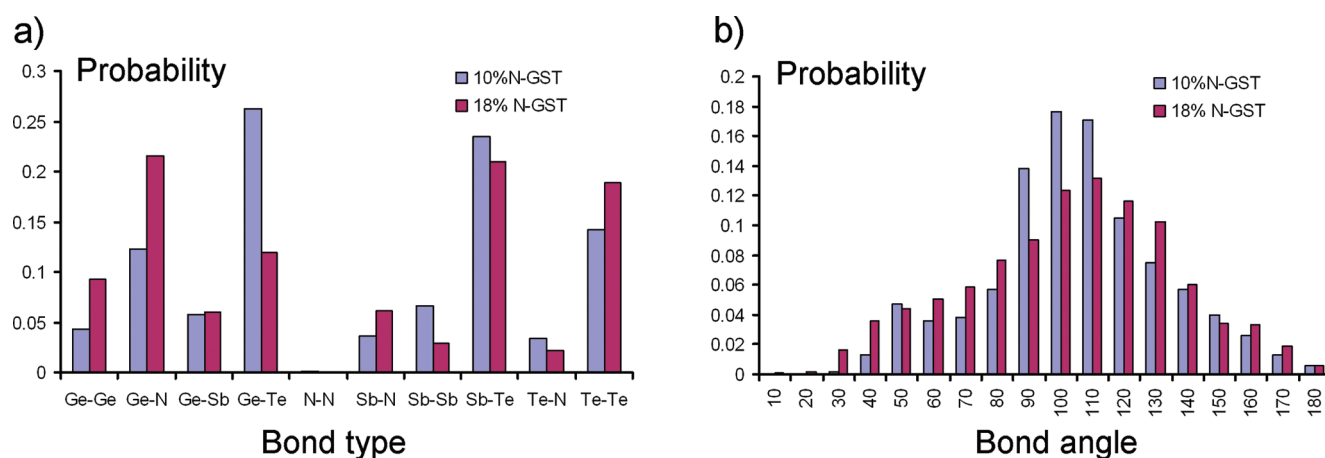 a)
Probability
10%N-GST
18% N-GST
0.3
0.25
0.2
0.15
0.1
0.05
0
Ge-Ge Ge-N Ge-Sb Ge-Te N-N Sb-N Sb-Sb Sb-Te Te-N Te-Te
Bond type
b)
Probability
10%N-GST
18% N-GST
0.2
0.18
0.16
0.14
0.12
0.1
0.08
0.06
0.04
0.02
0
10 20 30 40 50 60 70 80 90 100 110 120 130 140 150 160 170 180
Bond angle